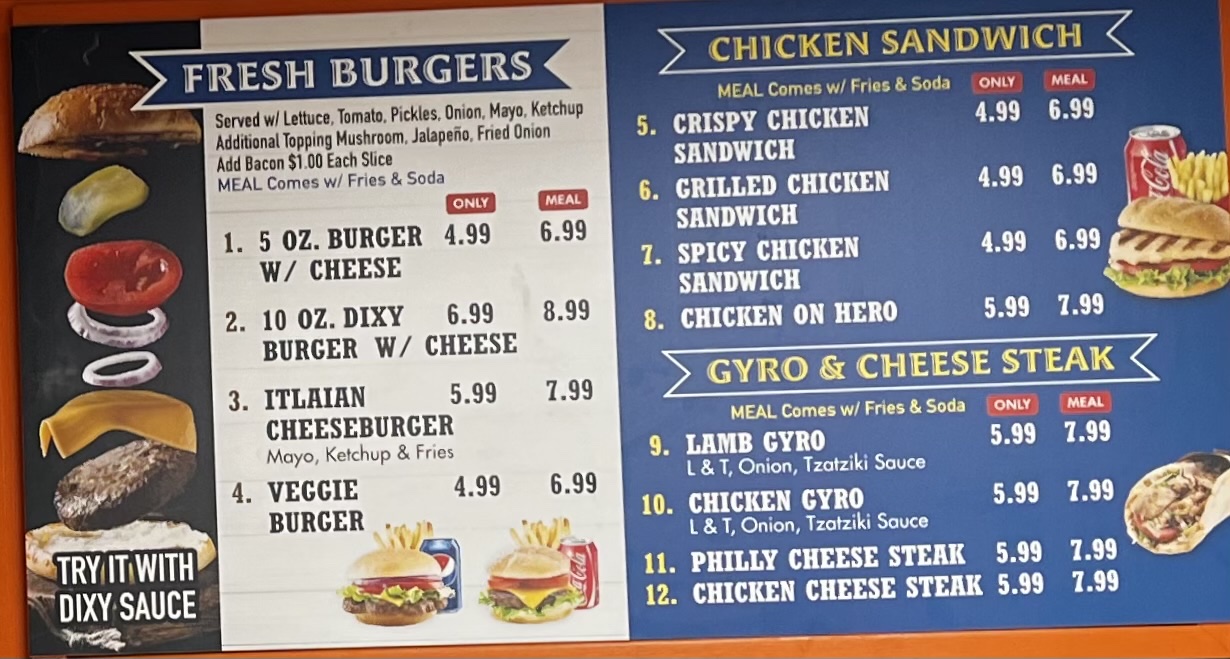 FRESH BURGERS
Served w/ Lettuce, Tomato, Pickles, Onion, Mayo, Ketchup
Additional Topping Mushroom, Jalapeño, Fried Onion
Add Bacon $1.00 Each Slice
MEAL Comes w/ Fries & Soda
ONLY MEAL
1. 5 OZ. BURGER 4.99 6.99
W/ CHEESE
2. 10 OZ. DIXY 6.99 8.99
BURGER W/ CHEESE
3. ITLAIAN 5.99 7.99
CHEESEBURGER
Mayo, Ketchup & Fries
4. VEGGIE 4.99 6.99
BURGER
TRY IT WITH
DIXY SAUCE
Cola
CHICKEN SANDWICH
MEAL Comes w/ Fries & Soda ONLY MEAL
5. CRISPY CHICKEN 4.99 6.99
SANDWICH
6. GRILLED CHICKEN 4.99 6.99
SANDWICH
7. SPICY CHICKEN 4.99 6.99
SANDWICH
8. CHICKEN ON HERO 5.99 7.99
Cola
GYRO & CHEESE STEAK
MEAL Comes w/ Fries & Soda ONLY MEAL
9. LAMB GYRO 5.99 7.99
L & T, Onion, Tzatziki Sauce
10. CHICKEN GYRO 5.99 7.99
L & T, Onion, Tzatziki Sauce
11. PHILLY CHEESE STEAK 5.99 7.99
12. CHICKEN CHEESE STEAK 5.99 7.99